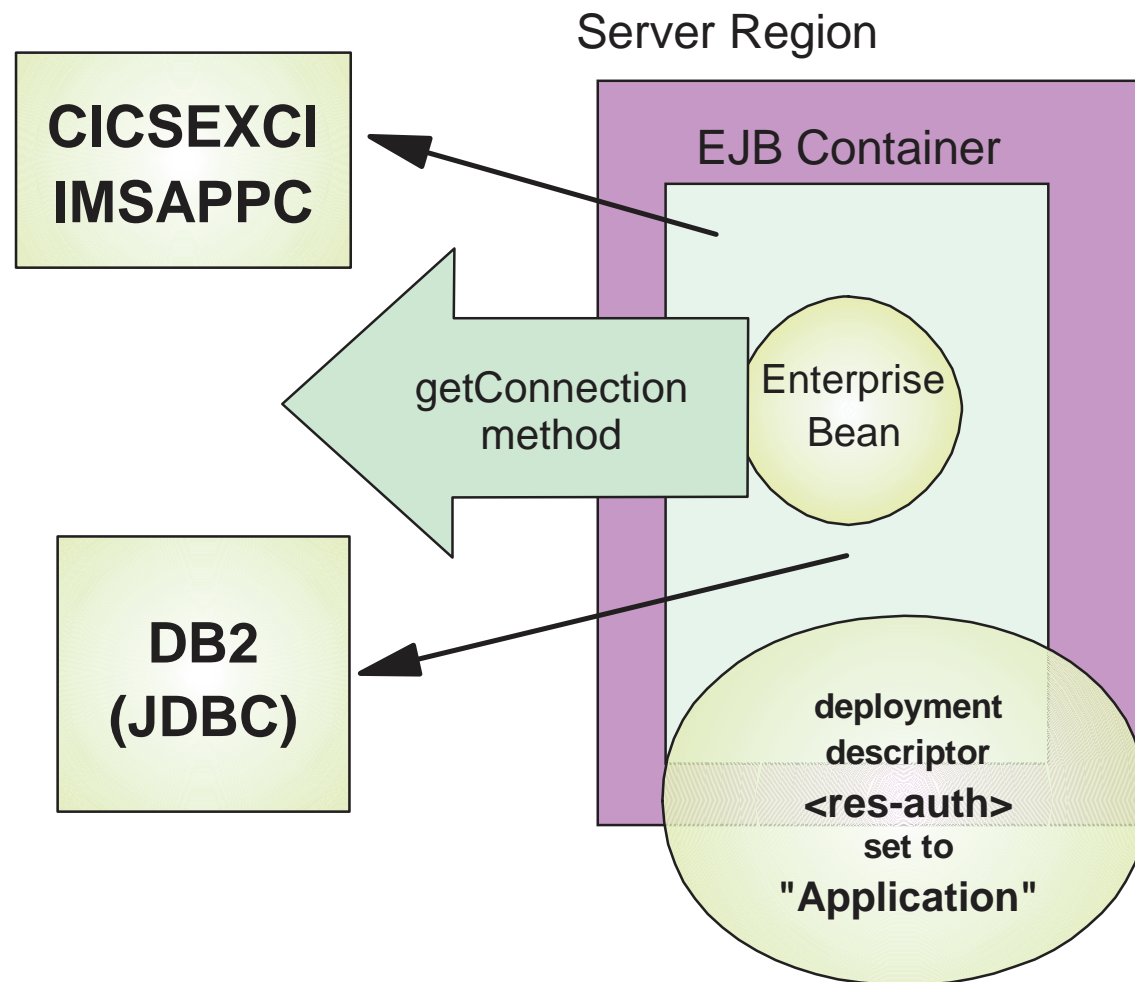 Server Region
CICSEXCI
IMSAPPC
EJB Container
getConnection
method
Enterprise
Bean
DB2
(JDBC)
deployment
descriptor
<res-auth>
set to
"Application"